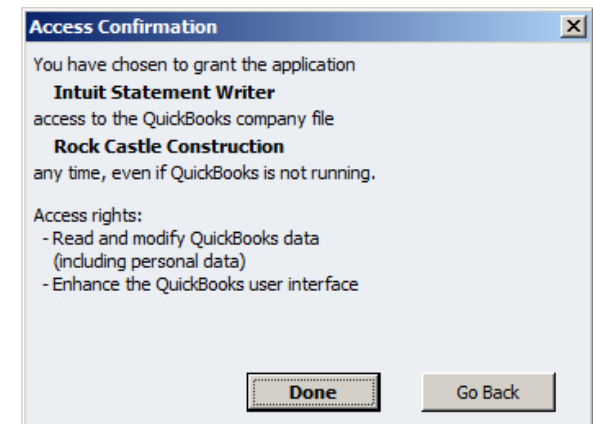 Access Confirmation
You have chosen to grant the application
Intuit Statement Writer
access to the QuickBooks company file
Rock Castle Construction
any time, even if QuickBooks is not running.
Access rights:
- Read and modify QuickBooks data
(including personal data)
- Enhance the QuickBooks user interface
Done Go Back